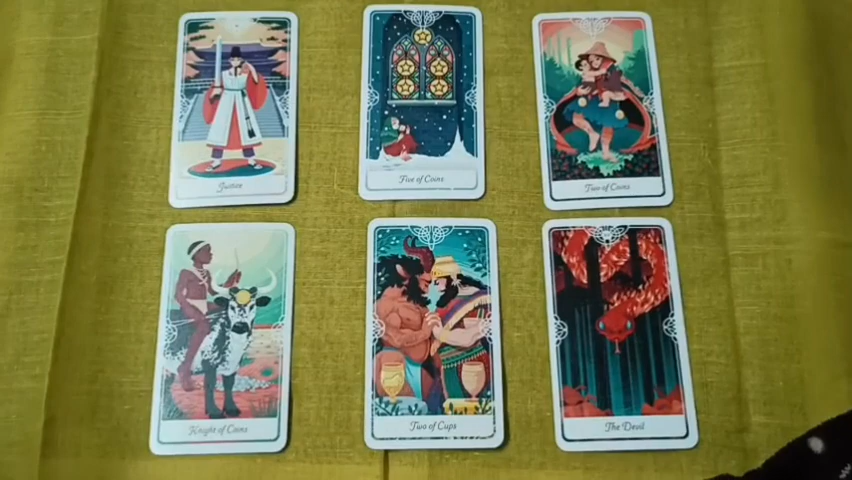 Justice
Five of Coins
Two of Coins
Knight of Coins
Two of Cups
The Devil